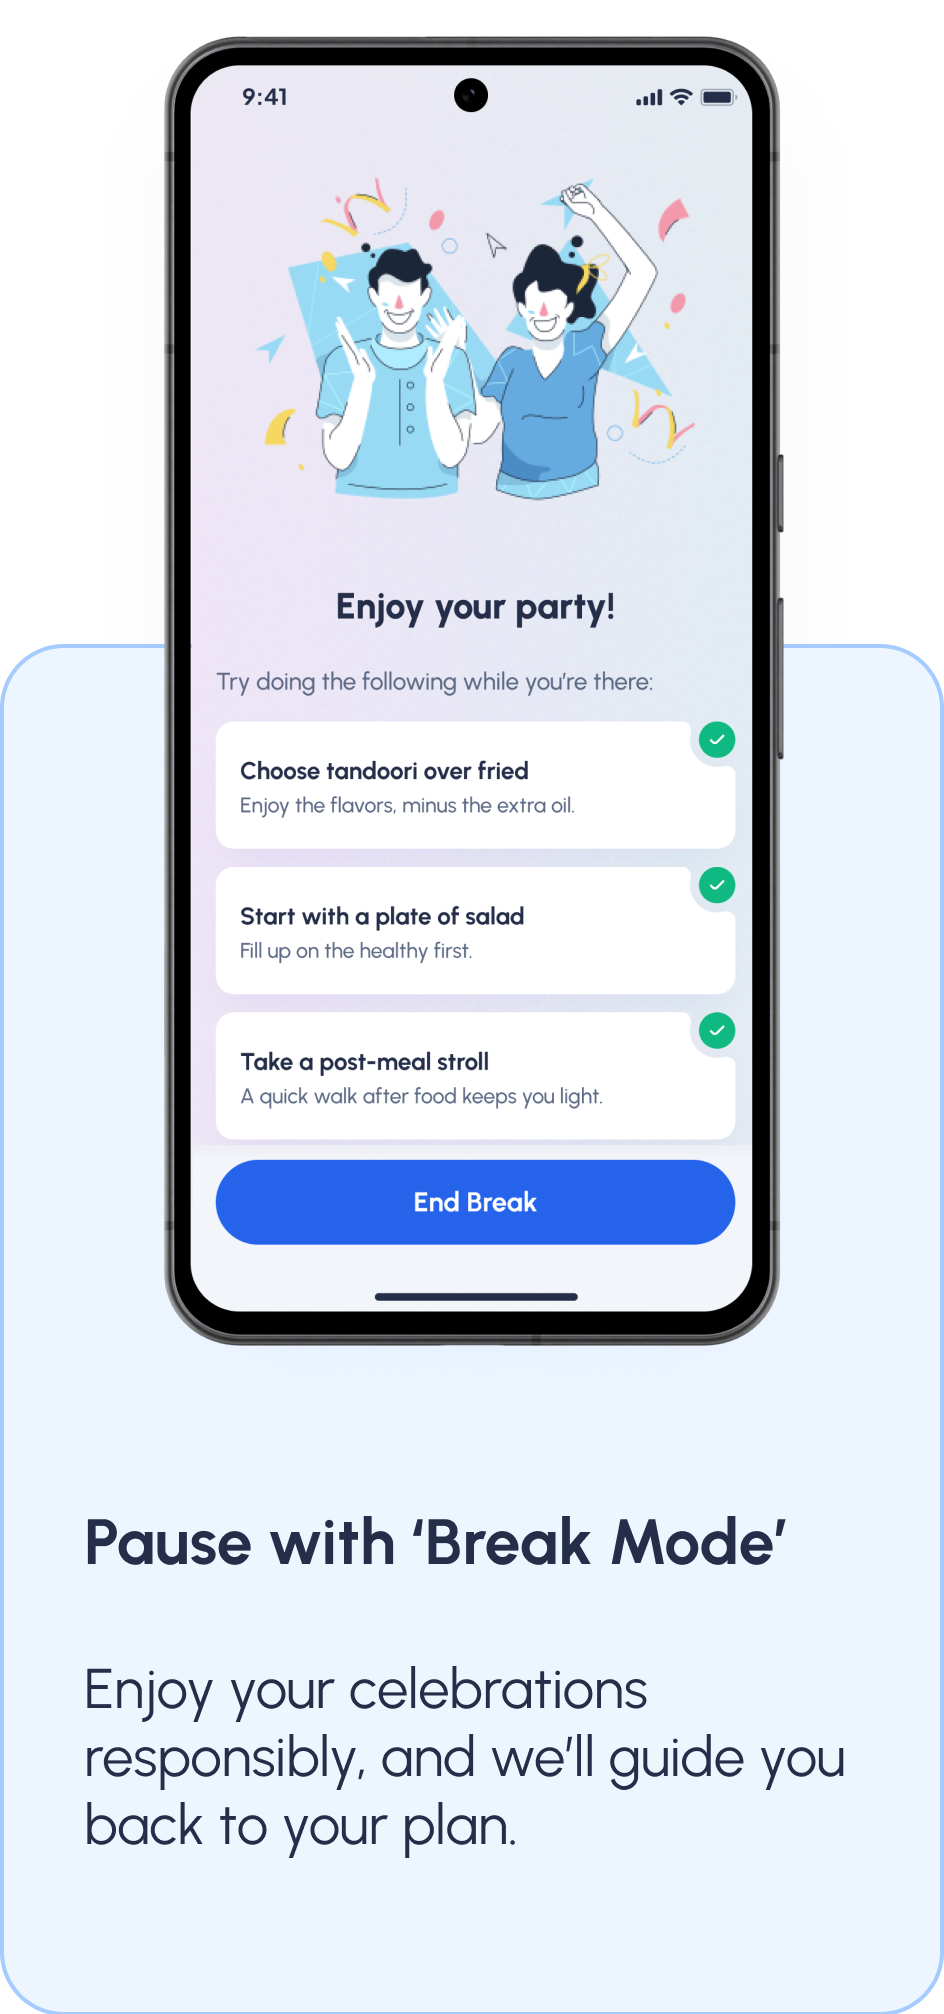 9:41
Enjoy your party!
Try doing the following while you’re there:
Choose tandoori over fried
Enjoy the flavors, minus the extra oil.
Start with a plate of salad
Fill up on the healthy first.
Take a post-meal stroll
A quick walk after food keeps you light.
End Break
Pause with ‘Break Mode’
Enjoy your celebrations
responsibly, and we’ll guide you
back to your plan.